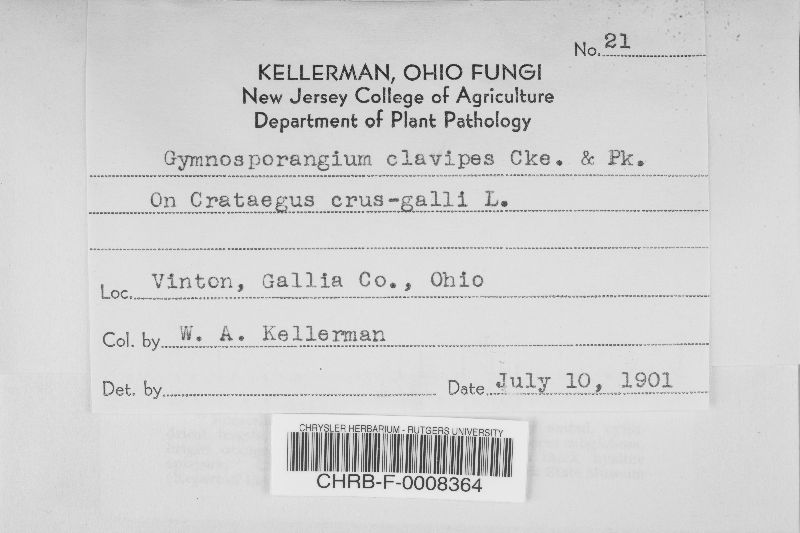 No. 21
KELLERMAN, OHIO FUNGI
New Jersey College of Agriculture
Department of Plant Pathology
Gymnosporangium clavipes Cke. & Pk.
On Crataegus crus-galli L.
Loc. Vinton, Gallia Co., Ohio
Col. by W. A. Kellerman
Det. by
Date July 10, 1901
CHRYSLER HERBARIUM - RUTGERS UNIVERSITY
CHRB-F-0008364